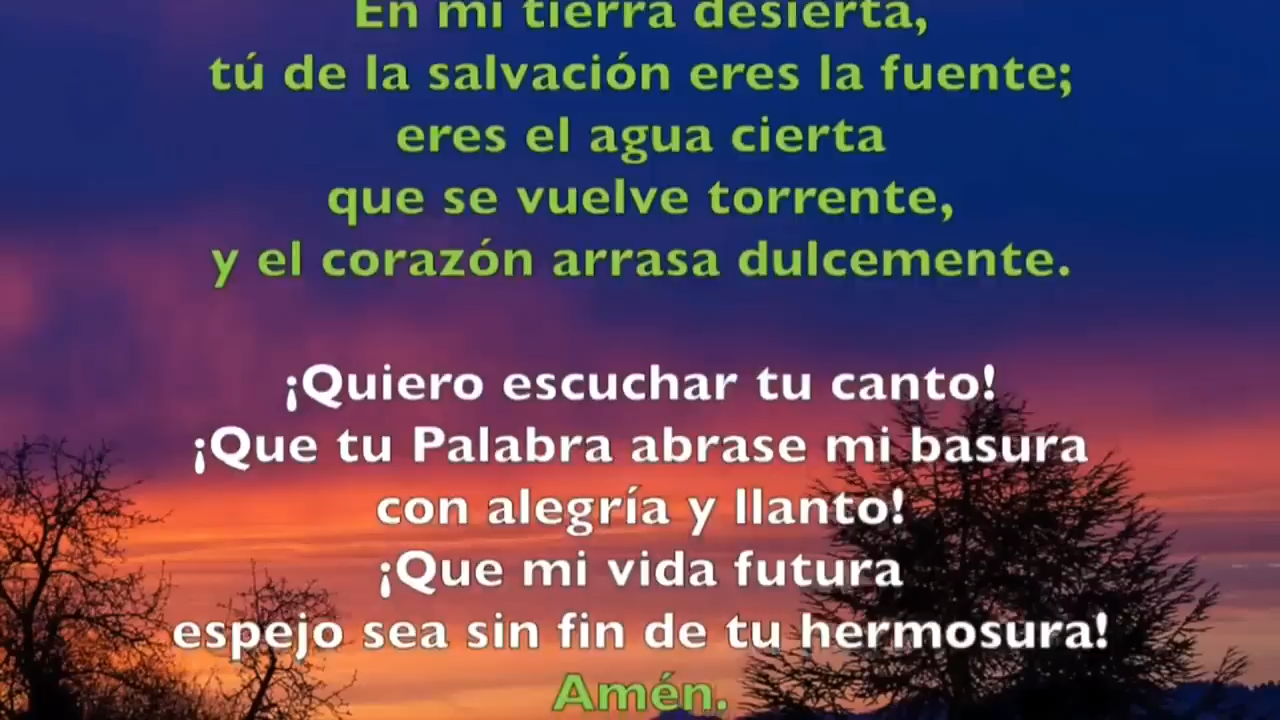 En mi tierra desierta,
tú de la salvación eres la fuente;
eres el agua cierta
que se vuelve torrente,
y el corazón arrasa dulcemente.
¡Quiero escuchar tu canto!
¡Que tu Palabra abrase mi basura
con alegría y llanto!
¡Que mi vida futura
espejo sea sin fin de tu hermosura!
Amén.